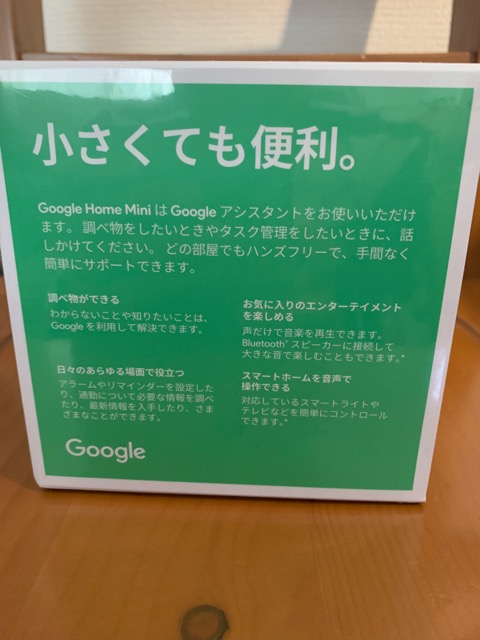 小さくても便利。
Google Home Mini は Google アシスタントをお使いいただけ
ます。 調べ物をしたいときやタスク管理をしたいときに、話
しかけてください。 どの部屋でもハンズフリーで、手間なく
簡単にサポートできます。
調べ物ができる
わからないことや知りたいことは、
Google を利用して解決できます。
お気に入りのエンターテイメント
を楽しめる
声だけで音楽を再生できます。
Bluetooth® スピーカーに接続して
大きな音で楽しむこともできます。*
日々のあらゆる場面で役立つ
アラームやリマインダーを設定した
り、通勤について必要な情報を調べ
たり、最新情報を入手したり、さま
ざまなことができます。
スマートホームを音声で
操作できる
対応しているスマートライトや
テレビなどを簡単にコントロール
できます。*
Google